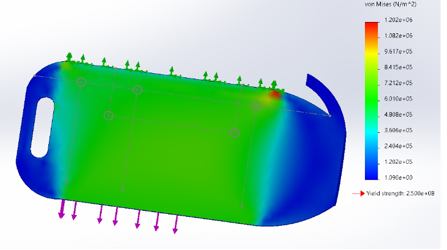 von Mises (N/m^2)
1.202e+06
1.082e+06
9.617e+05
8.415e+05
7.212e+05
6.010e+05
4.808e+05
3.606e+05
2.404e+05
1.202e+05
1.090e+00
Yield strength: 2.500e+08